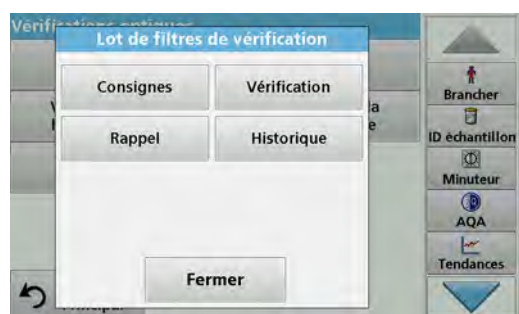 Lot de filtres de vérification
Consignes
Vérification
Rappel
Historique
Fermer
Brancher
ID échantillon
Minuteur
AQA
Tendances